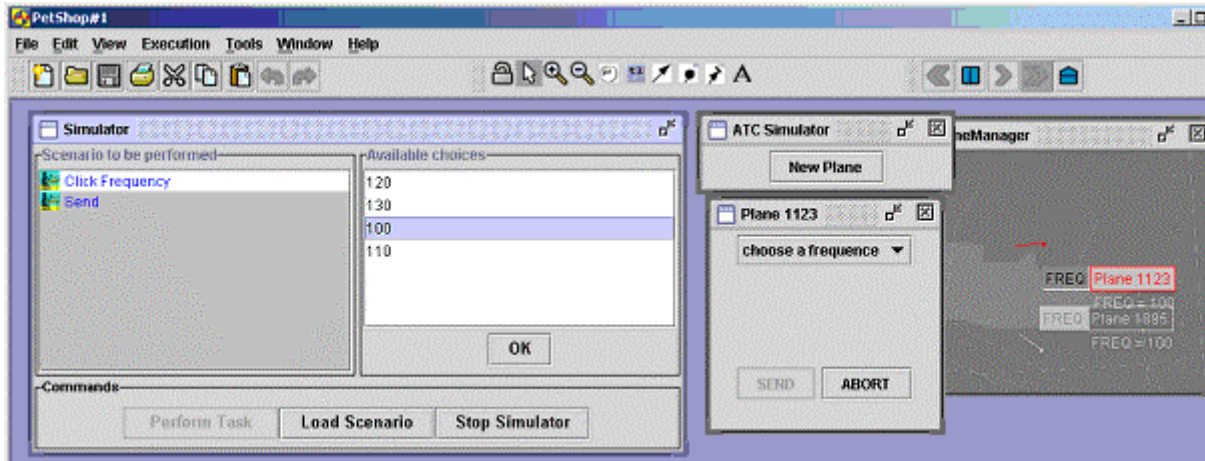 PetShop#1
File Edit View Execution Tools Window Help
Simulator
Scenario to be performed
Click Frequency
Send
Available choices
120
130
100
110
OK
Commands
Perform Task
Load Scenario
Stop Simulator
ATC Simulator
New Plane
neManager
Plane 1123
choose a frequence
SEND
ABORT
FREQ Plane 1123
FREQ = 100
FREQ Plane 1895
FREQ = 100